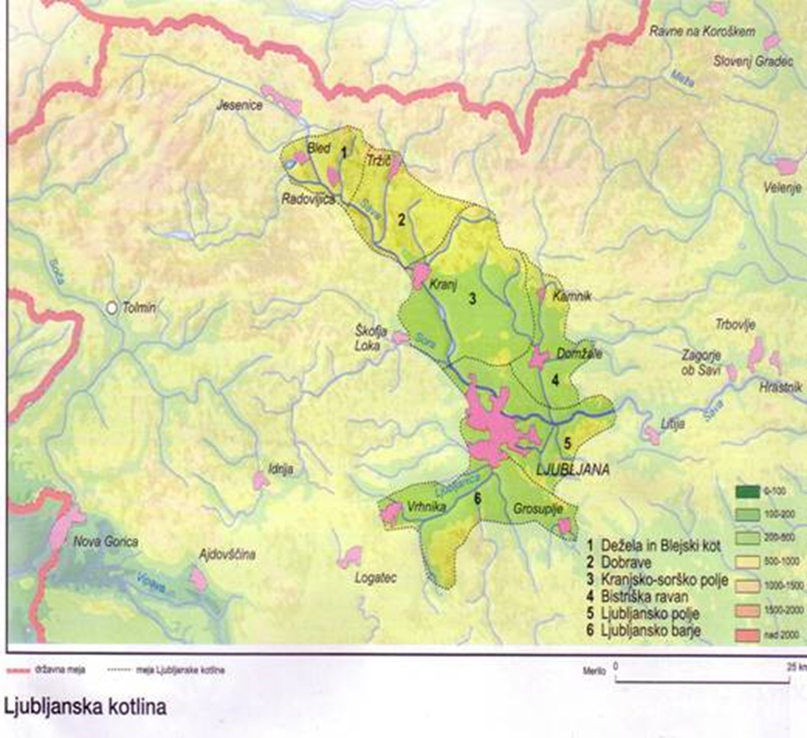 Ravne na Koroškem
Slovenj Gradec
Meža
Jesenice
Bled
1
Tržič
Velenje
Radovljica
Sava
2
Soča
Kranj
3
Kamnik
Tolmin
Škofja
Loka
Sora
Domžale
Trbovlje
Zagorje
ob Savi
Hrastnik
4
Sava
Litija
5
Idrija
LJUBLJANA
Ljubljanica
6
Vrhnika
Grosuplje
Nova Gorica
Ajdovščina
Vipava
Logatec
1 Dežela in Blejski kot
2 Dobrave
3 Kranjsko-sorško polje
4 Bistriška ravan
5 Ljubljansko polje
6 Ljubljansko barje
0-100
100-200
200-500
500-1000
1000-1500
1500-2000
nad 2000
državna meja
meja Ljubljanske kotline
Merilo 0 25 km
Ljubljanska kotlina